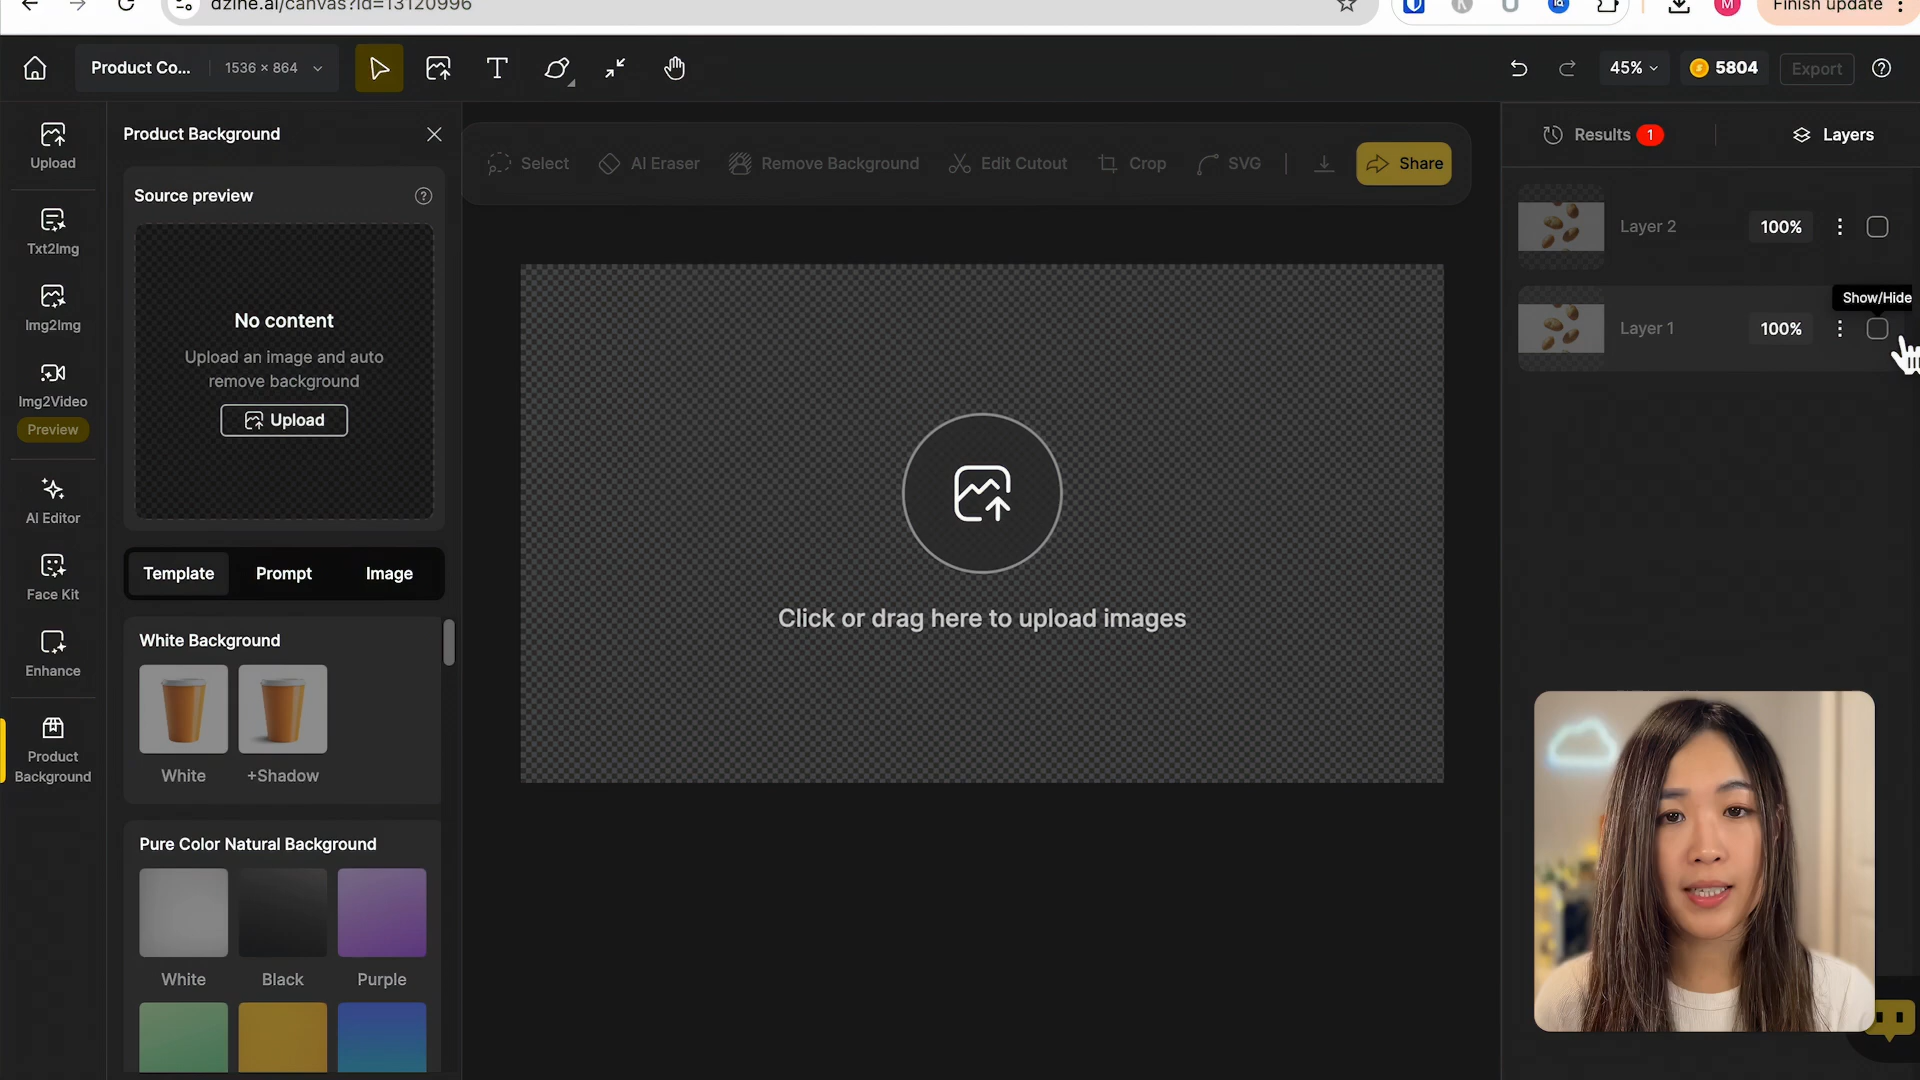 dzine.ai/canvas?id=13120996
Finish update
M
Product Co...
1536 × 864
45%
5804
Export
Upload
Txt2Img
Img2Img
Img2Video
Preview
AI Editor
Face Kit
Enhance
Product
Background
Product Background
Source preview
No content
Upload an image and auto
remove background
Upload
Template
Prompt
Image
White Background
White
+Shadow
Pure Color Natural Background
White
Black
Purple
Select
AI Eraser
Remove Background
Edit Cutout
Crop
SVG
Share
Click or drag here to upload images
Results 1
Layers
Layer 2
100%
Show/Hide
Layer 1
100%